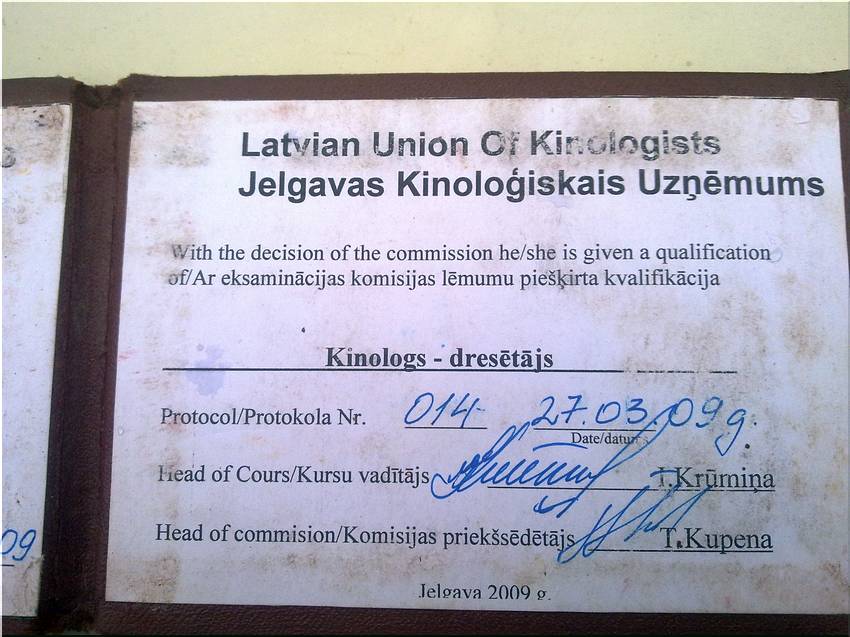 Latvian Union Of Kinologists
Jelgavas Kinoloģiskais Uzņēmums
With the decision of the commission he/she is given a qualification
of/Ar eksaminācijas komisijas lēmumu piešķirta kvalifikācija
Kinologs - dresētājs
Protocol/Protokola Nr. 014 27.03.09 g.
Date/datums
Head of Cours/Kursu vadītājs T.Krūmiņa
09
Head of commision/Komisijas priekšsēdētājs T.Kupena
Jelgava 2009 g.